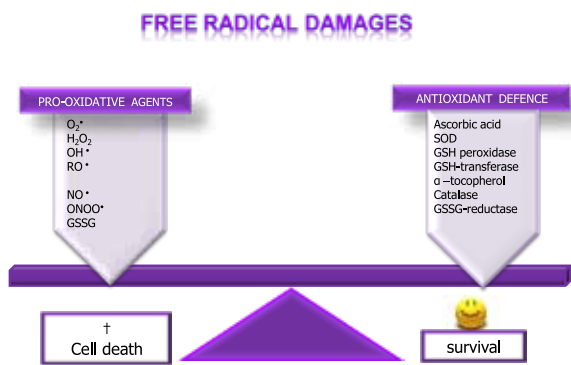 FREE RADICAL DAMAGES
PRO-OXIDATIVE AGENTS
O₂•
H₂O₂
OH •
RO •
NO •
ONOO•
GSSG
ANTIOXIDANT DEFENCE
Ascorbic acid
SOD
GSH peroxidase
GSH-transferase
α –tocopherol
Catalase
GSSG-reductase
†
Cell death
survival